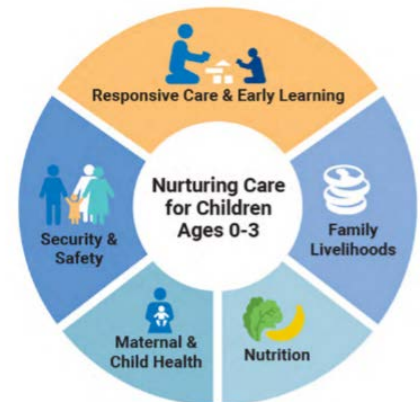 Responsive Care & Early Learning
Nurturing Care
for Children
Ages 0-3
Security &
Safety
Family
Livelihoods
Maternal &
Child Health
Nutrition